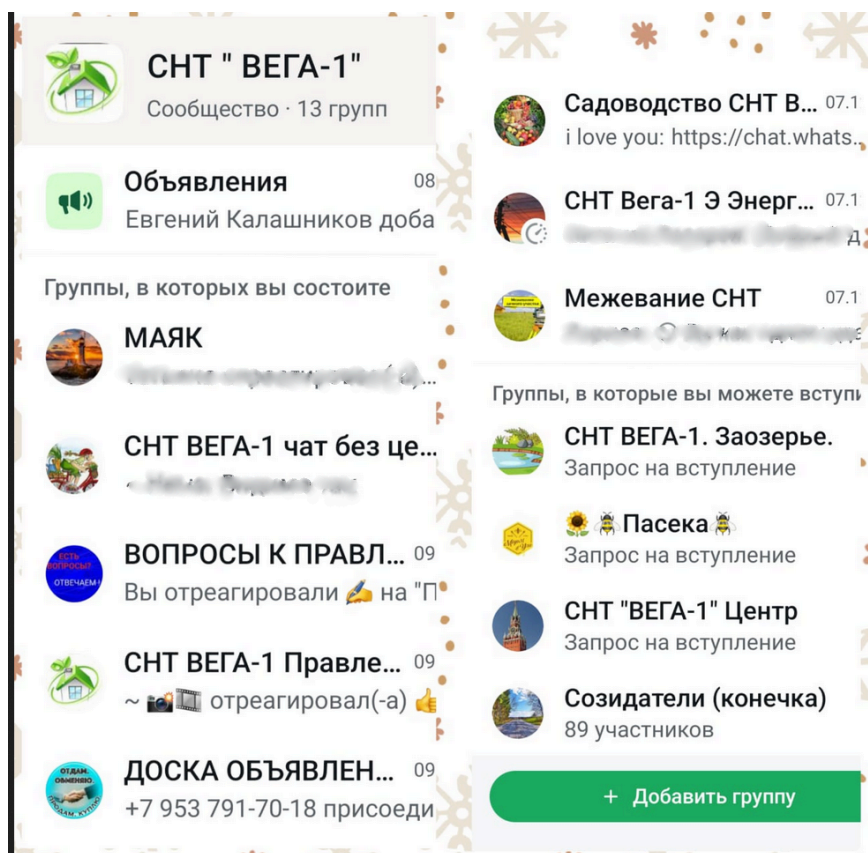 СНТ " ВЕГА-1"
Сообщество · 13 групп
Объявления 08
Евгений Калашников доба
Группы, в которых вы состоите
МАЯК
СНТ ВЕГА-1 чат без це...
ВОПРОСЫ К ПРАВЛ... 09
ЕСТЬ
ВОПРОСЫ?
ОТВЕЧАЕМ
Вы отреагировали ✍ на "П
СНТ ВЕГА-1 Правле... 09
~ 📸🎞 отреагировал(-а) 👍
ДОСКА ОБЪЯВЛЕН... 09
ОТДАМ.
ОБМЕНЯЮ.
ПРОДАМ. КУПЛЮ
+7 953 791-70-18 присоеди
Садоводство СНТ В... 07.1
i love you: https://chat.whats...
СНТ Вега-1 Э Энерг... 07.1
Межевание СНТ 07.1
Группы, в которые вы можете вступи
СНТ ВЕГА-1. Заозерье.
Запрос на вступление
🌻🐝Пасека🐝
Запрос на вступление
СНТ "ВЕГА-1" Центр
Запрос на вступление
Созидатели (конечка)
89 участников
+ Добавить группу